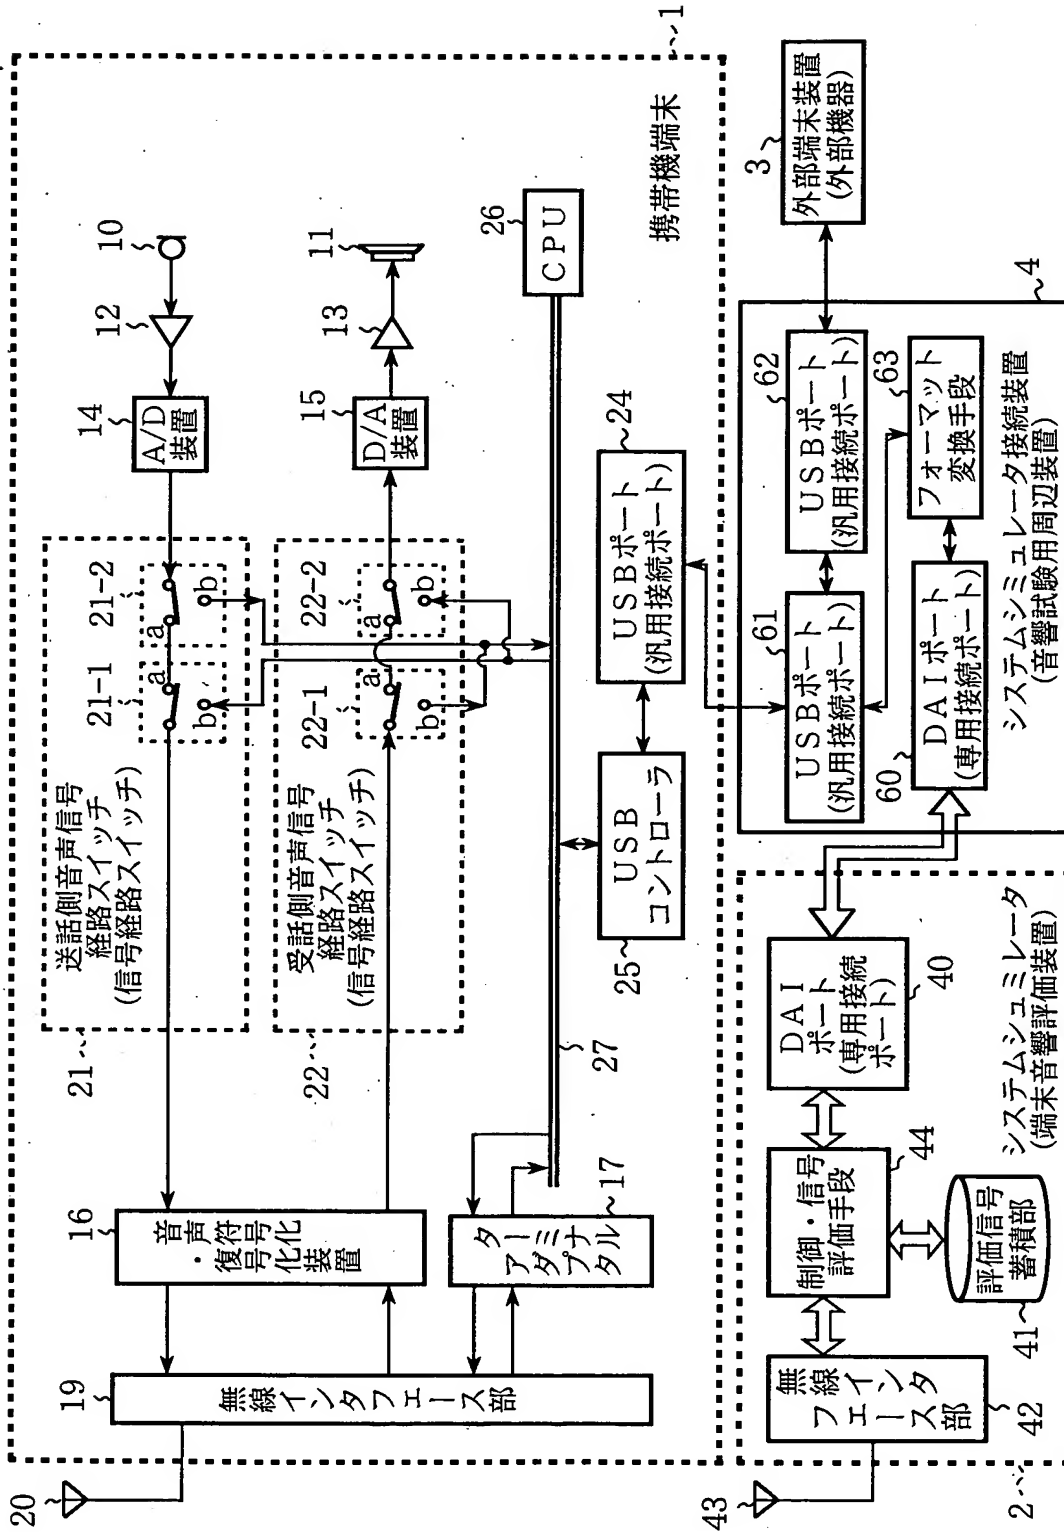 20
19
無線インタフェース部
16
音声符号化
・復号化
装置
17
ターミナル
アダプタ
21
送話側音声信号
経路スイッチ
(信号経路スイッチ)
21-1
a
b
21-2
a
b
14
A/D
装置
12
10
22
受話側音声信号
経路スイッチ
(信号経路スイッチ)
22-1
a
b
22-2
a
b
15
D/A
装置
13
11
27
26
CPU
25
USB
コントローラ
24
USBポート
(汎用接続ポート)
携帯機端末
1
43
2
42
無線
フェインタ
ース部
44
制御・信号
評価手段
41
評価信号
蓄積部
40
DAI
ポート
(専用接続
ポート)
システムシュミレータ
(端末音響評価装置)
61
USBポート
(汎用接続ポート)
62
USBポート
(汎用接続ポート)
60
DAIポート
(専用接続ポート)
63
フォーマット
変換手段
システムシミュレータ接続装置
(音響試験用周辺装置)
4
3
外部端末装置
(外部機器)